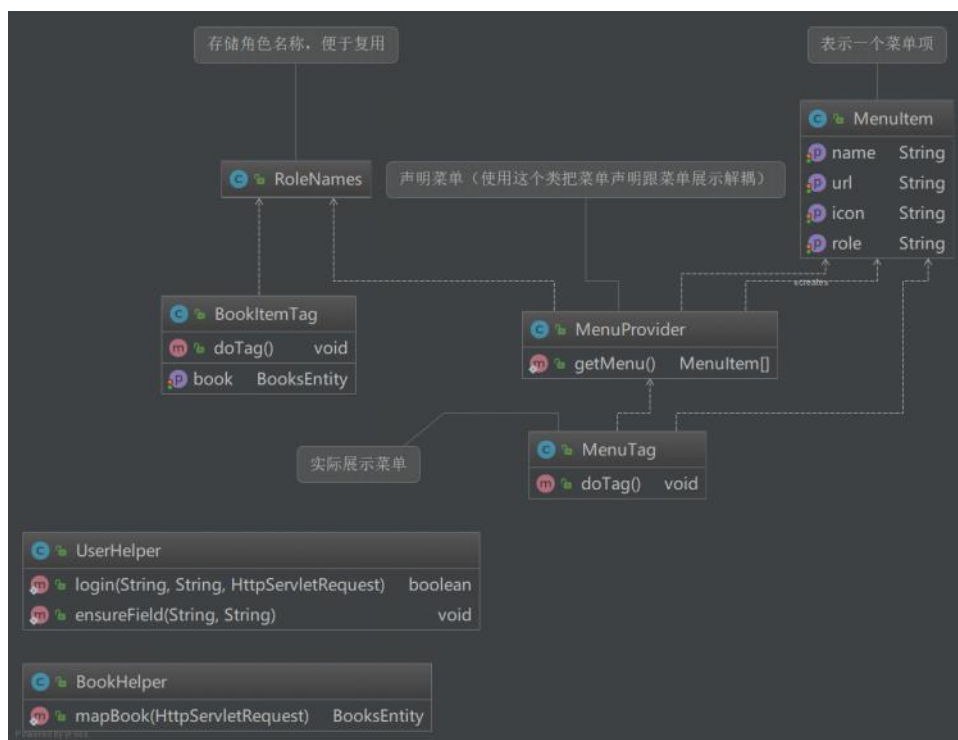 存储角色名称，便于复用
表示一个菜单项
MenuItem
name String
url String
icon String
role String
RoleNames
声明菜单（使用这个类把菜单声明跟菜单展示解耦）
«create»
BookItemTag
doTag() void
book BooksEntity
MenuProvider
getMenu() MenuItem[]
实际展示菜单
MenuTag
doTag() void
UserHelper
login(String, String, HttpServletRequest) boolean
ensureField(String, String) void
BookHelper
mapBook(HttpServletRequest) BooksEntity
Powered by yFiles